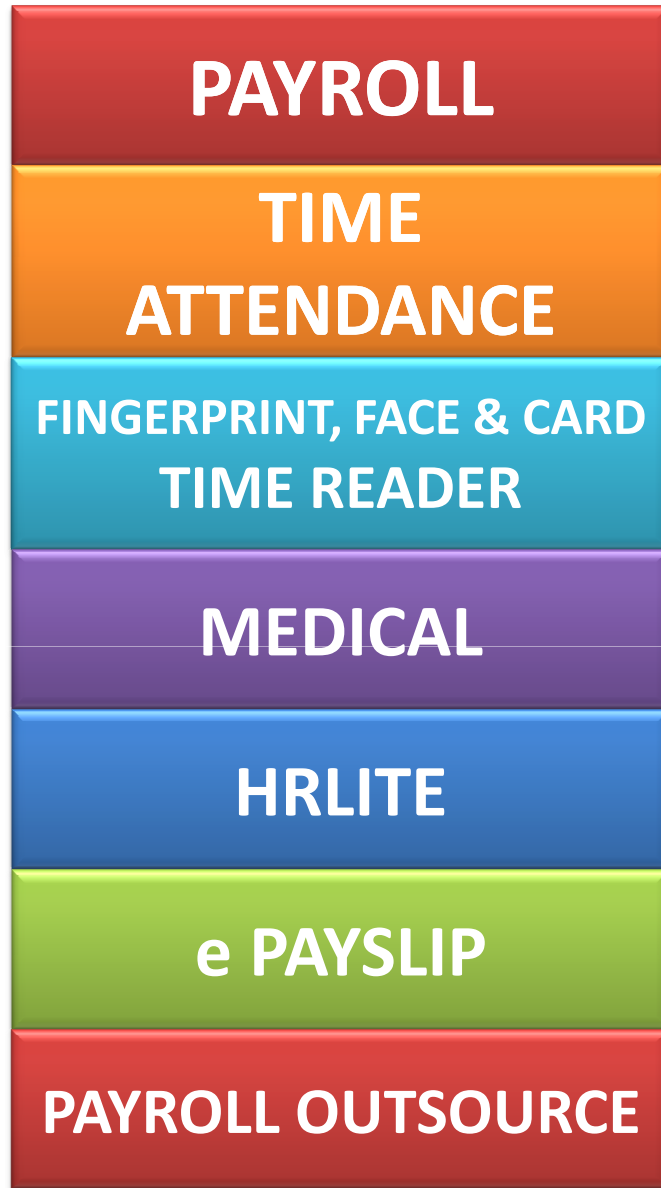 PAYROLL
TIME
ATTENDANCE
FINGERPRINT, FACE & CARD
TIME READER
MEDICAL
HRLITE
e PAYSLIP
PAYROLL OUTSOURCE